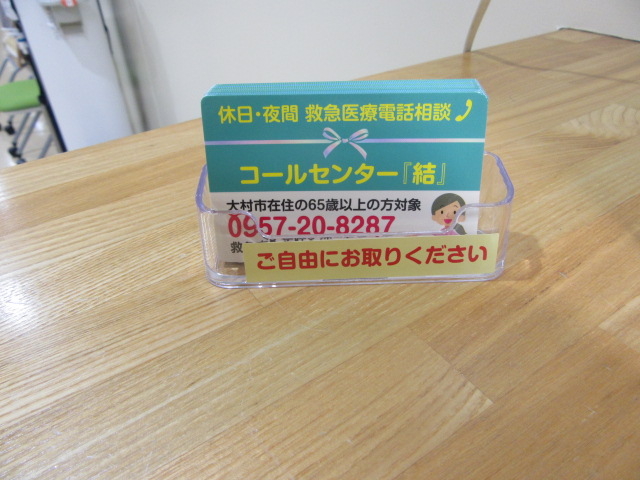 休日・夜間 救急医療電話相談
コールセンター『結』
大村市在住の65歳以上の方対象
0957-20-8287
救
ご自由にお取りください